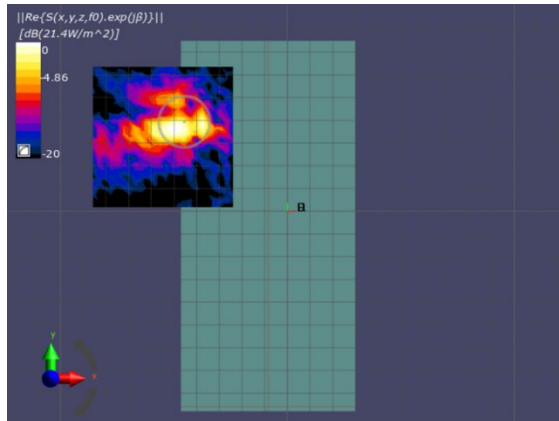 ||Re{S(x,y,z,f0).exp(jβ)}||
[dB(21.4W/m^2)]
0
-4.86
-20
y
x